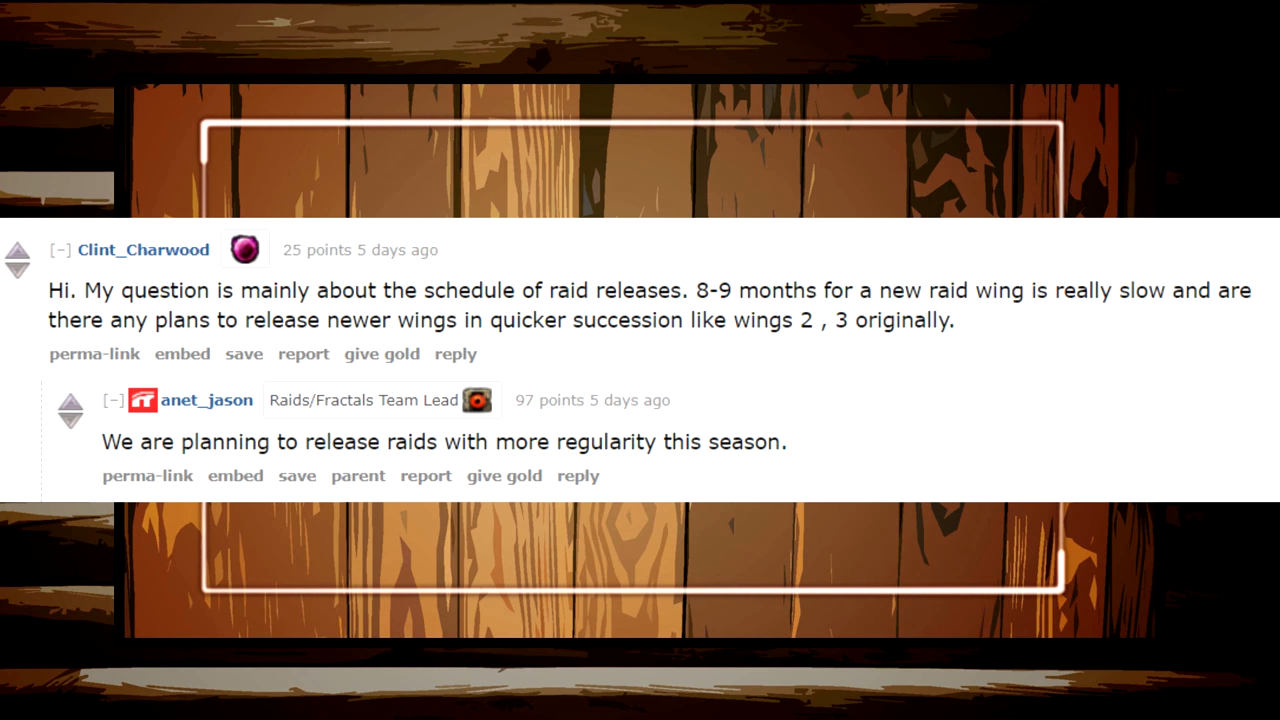 [−] Clint_Charwood 25 points 5 days ago
Hi. My question is mainly about the schedule of raid releases. 8-9 months for a new raid wing is really slow and are
there any plans to release newer wings in quicker succession like wings 2 , 3 originally.
perma-link embed save report give gold reply
[−] anet_jason Raids/Fractals Team Lead 97 points 5 days ago
We are planning to release raids with more regularity this season.
perma-link embed save parent report give gold reply